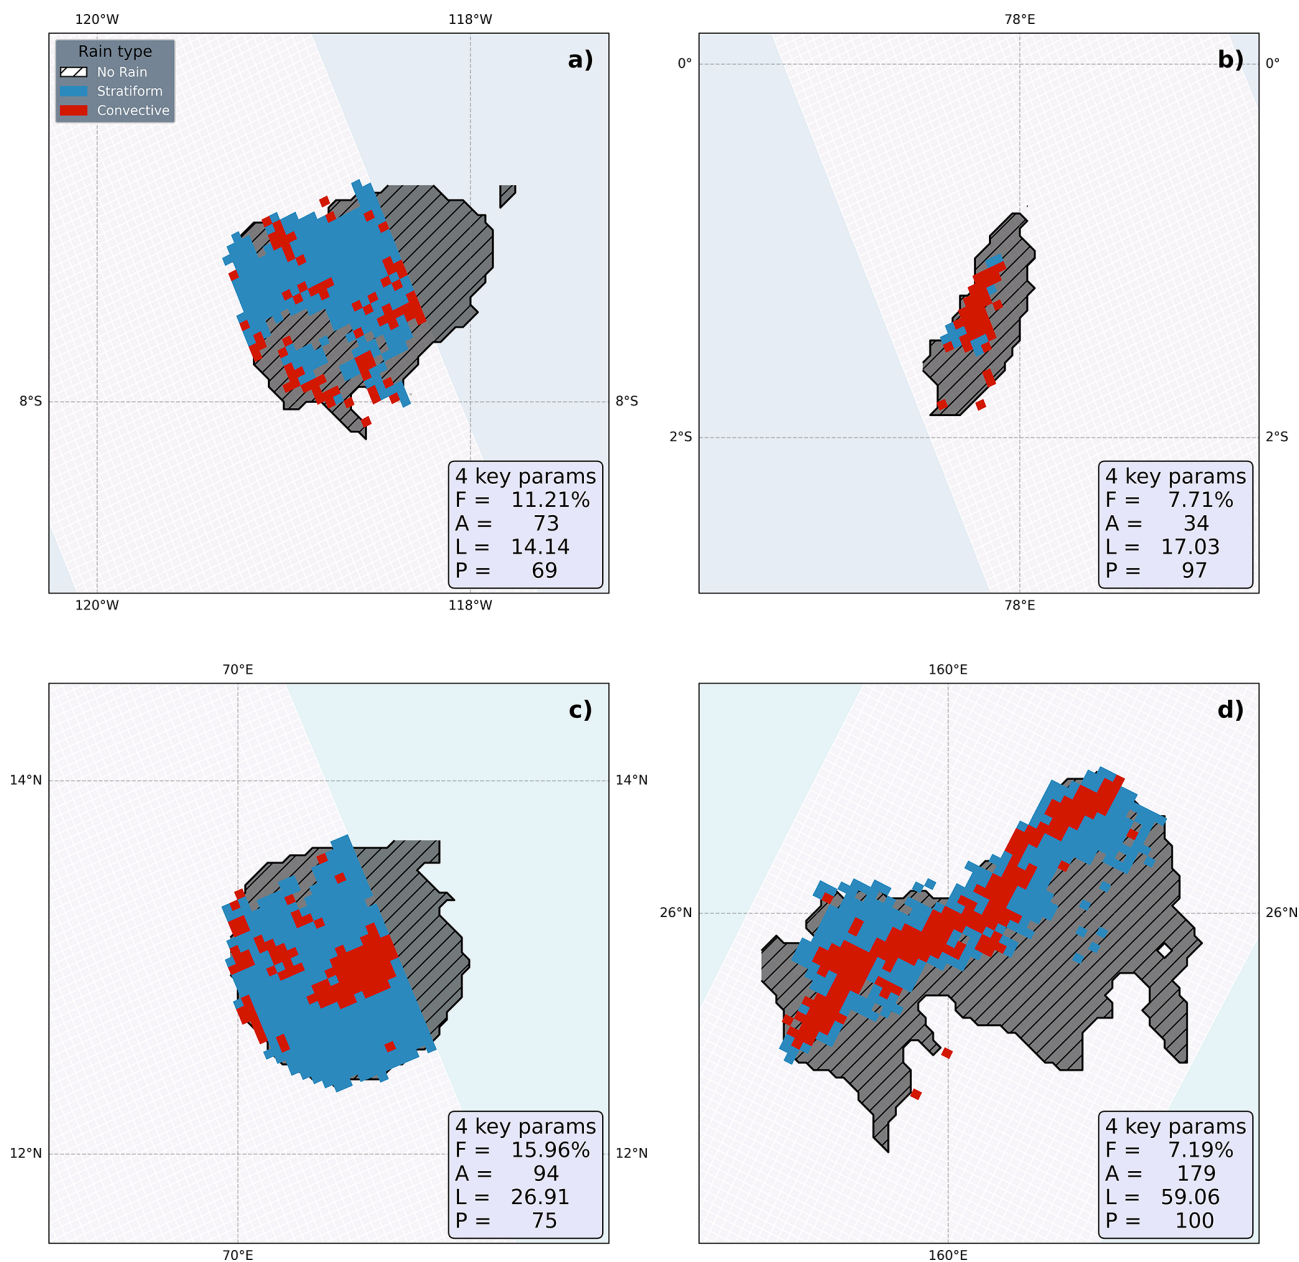 120°W 118°W
Rain type
No Rain
Stratiform
Convective
a)
8°S 8°S
4 key params
F = 11.21%
A = 73
L = 14.14
P = 69
120°W 118°W
78°E
b)
0° 0°
2°S 2°S
4 key params
F = 7.71%
A = 34
L = 17.03
P = 97
78°E
70°E
c)
14°N 14°N
12°N 12°N
4 key params
F = 15.96%
A = 94
L = 26.91
P = 75
70°E
160°E
d)
26°N 26°N
4 key params
F = 7.19%
A = 179
L = 59.06
P = 100
160°E